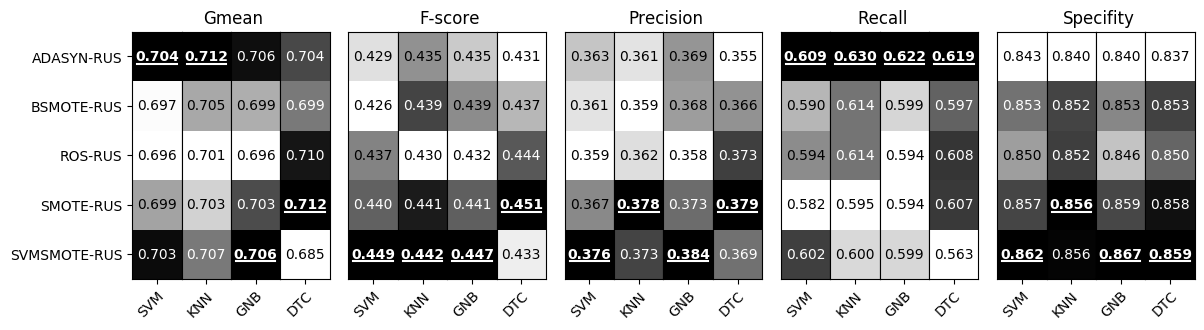 Gmean F-score Precision Recall Specifity
ADASYN-RUS 0.704 0.712 0.706 0.704 0.429 0.435 0.435 0.431 0.363 0.361 0.369 0.355 0.609 0.630 0.622 0.619 0.843 0.840 0.840 0.837
BSMOTE-RUS 0.697 0.705 0.699 0.699 0.426 0.439 0.439 0.437 0.361 0.359 0.368 0.366 0.590 0.614 0.599 0.597 0.853 0.852 0.853 0.853
ROS-RUS 0.696 0.701 0.696 0.710 0.437 0.430 0.432 0.444 0.359 0.362 0.358 0.373 0.594 0.614 0.594 0.608 0.850 0.852 0.846 0.850
SMOTE-RUS 0.699 0.703 0.703 0.712 0.440 0.441 0.441 0.451 0.367 0.378 0.373 0.379 0.582 0.595 0.594 0.607 0.857 0.856 0.859 0.858
SVMSMOTE-RUS 0.703 0.707 0.706 0.685 0.449 0.442 0.447 0.433 0.376 0.373 0.384 0.369 0.602 0.600 0.599 0.563 0.862 0.856 0.867 0.859
SVM KNN GNB DTC SVM KNN GNB DTC SVM KNN GNB DTC SVM KNN GNB DTC SVM KNN GNB DTC